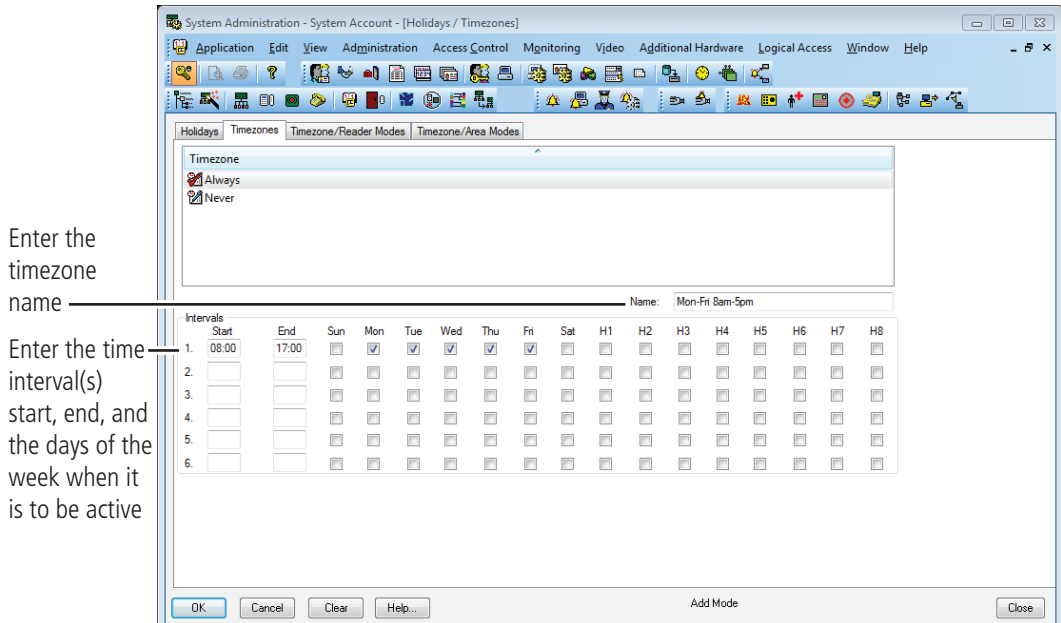 System Administration - System Account - [Holidays / Timezones]
Application Edit View Administration Access Control Monitoring Video Additional Hardware Logical Access Window Help
Holidays Timezones Timezone/Reader Modes Timezone/Area Modes
Timezone
Always
Never
Enter the
timezone
name
Name: Mon-Fri 8am-5pm
Intervals
Start End Sun Mon Tue Wed Thu Fri Sat H1 H2 H3 H4 H5 H6 H7 H8
Enter the time
interval(s)
start, end, and
the days of the
week when it
is to be active
1. 08:00 17:00
2.
3.
4.
5.
6.
OK Cancel Clear Help... Add Mode Close